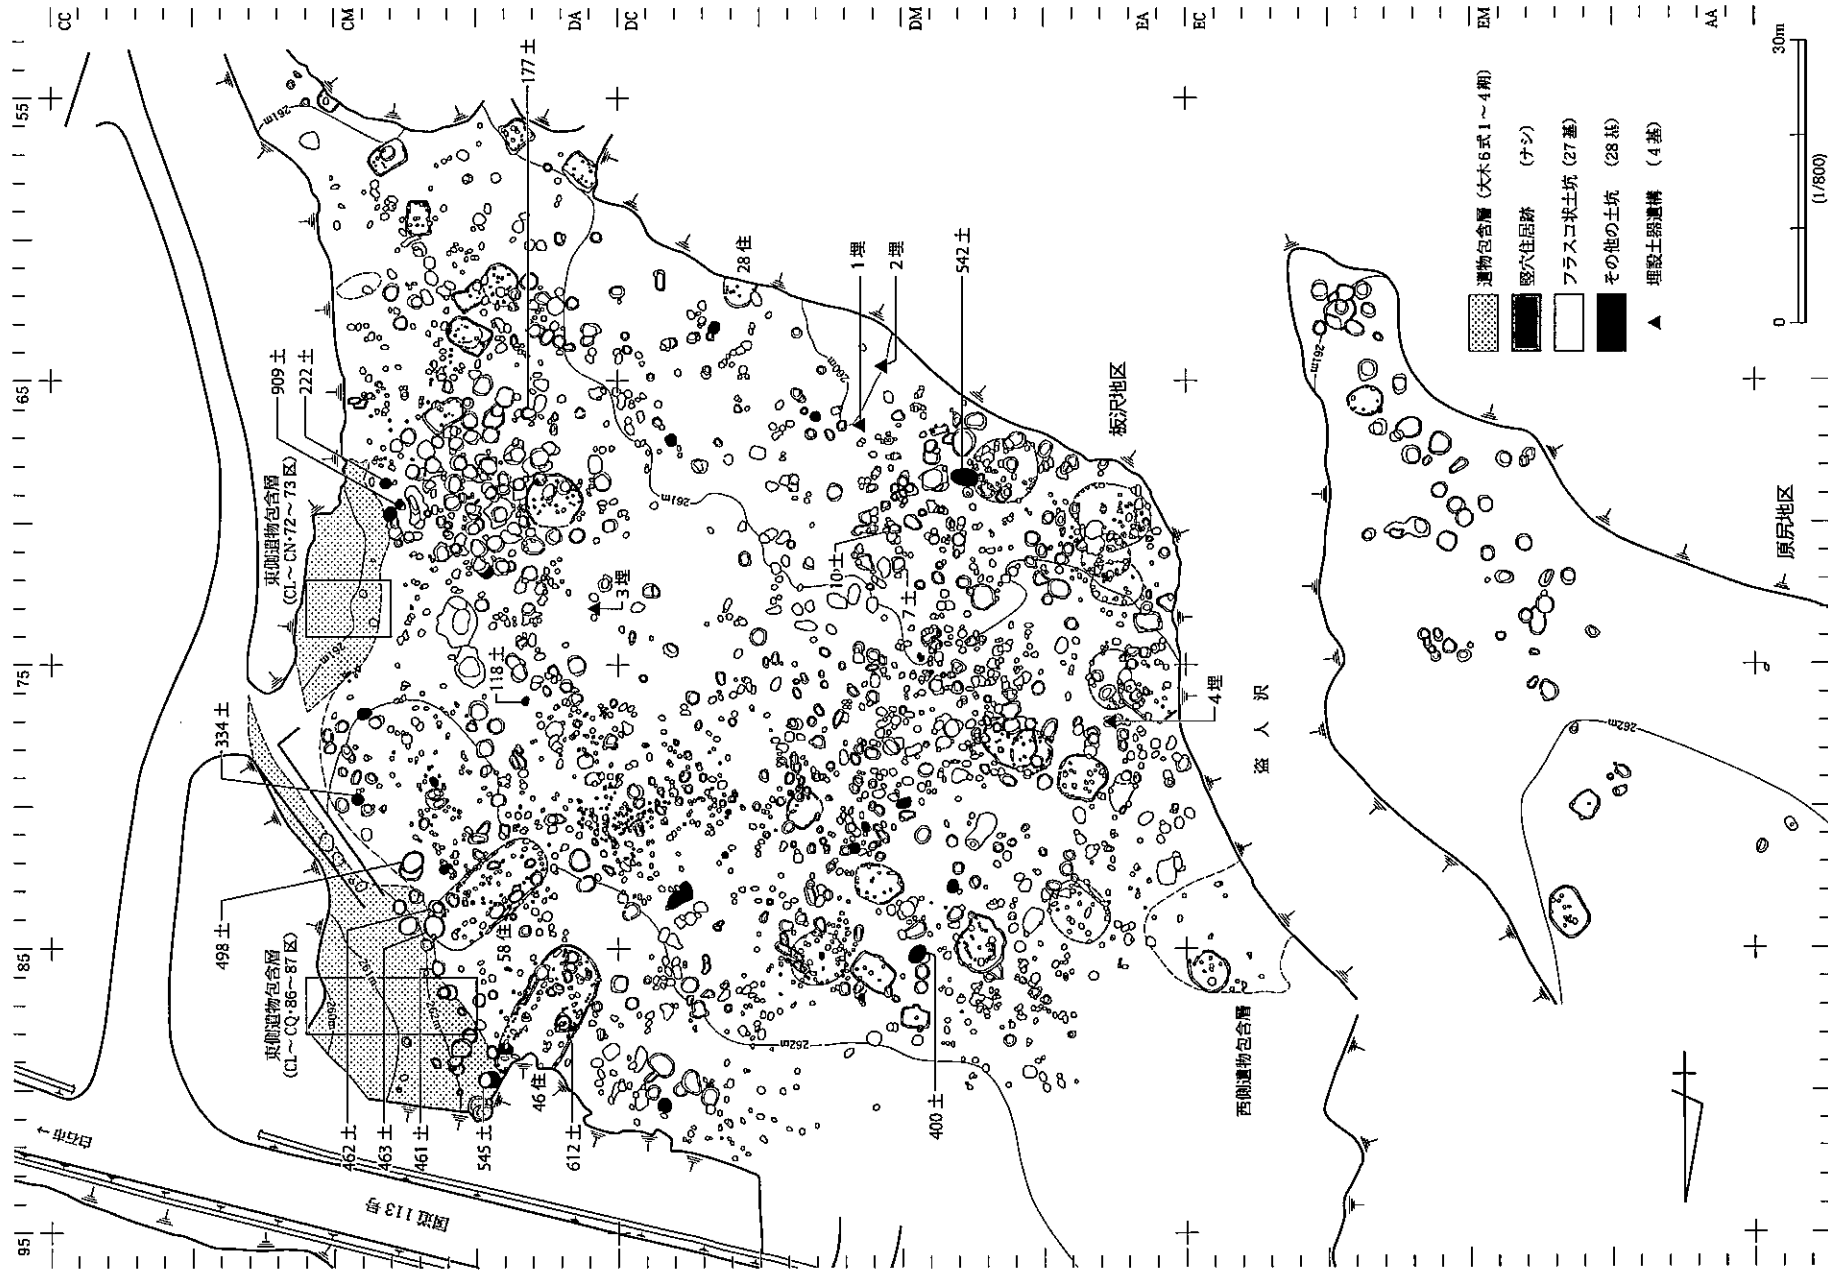 CC
CM
DA
DC
DM
EA
EC
EM
AA
55
65
75
85
95
177土
28住
1埋
2埋
542土
909土
222土
東側遺物包含層
(CL～CN・72～73区)
334土
498土
東側遺物包含層
(CL～CQ・86～87区)
462土
463土
461土
545土
612土
46住
58住
118土
3埋
10土
7土
4埋
400土
西側遺物包含層
板沢地区
盗人沢
原尻地区
国道113号
白石市→
261m
261m
260m
261m
261m
260m
262m
262m
261m
262m
遺物包含層 (大木6式1～4期)
竪穴住居跡 (ナシ)
フラスコ状土坑 (27基)
その他の土坑 (28基)
▲ 埋設土器遺構 (4基)
0
30m
(1/800)